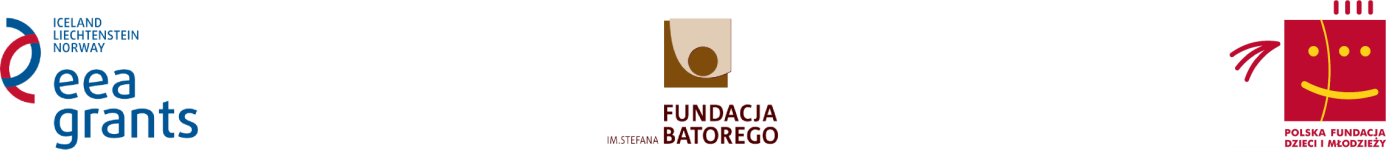 ICELAND
LIECHTENSTEIN
NORWAY
eea
grants
FUNDACJA
IM.STEFANA BATOREGO
POLSKA FUNDACJA
DZIECI I MŁODZIEŻY